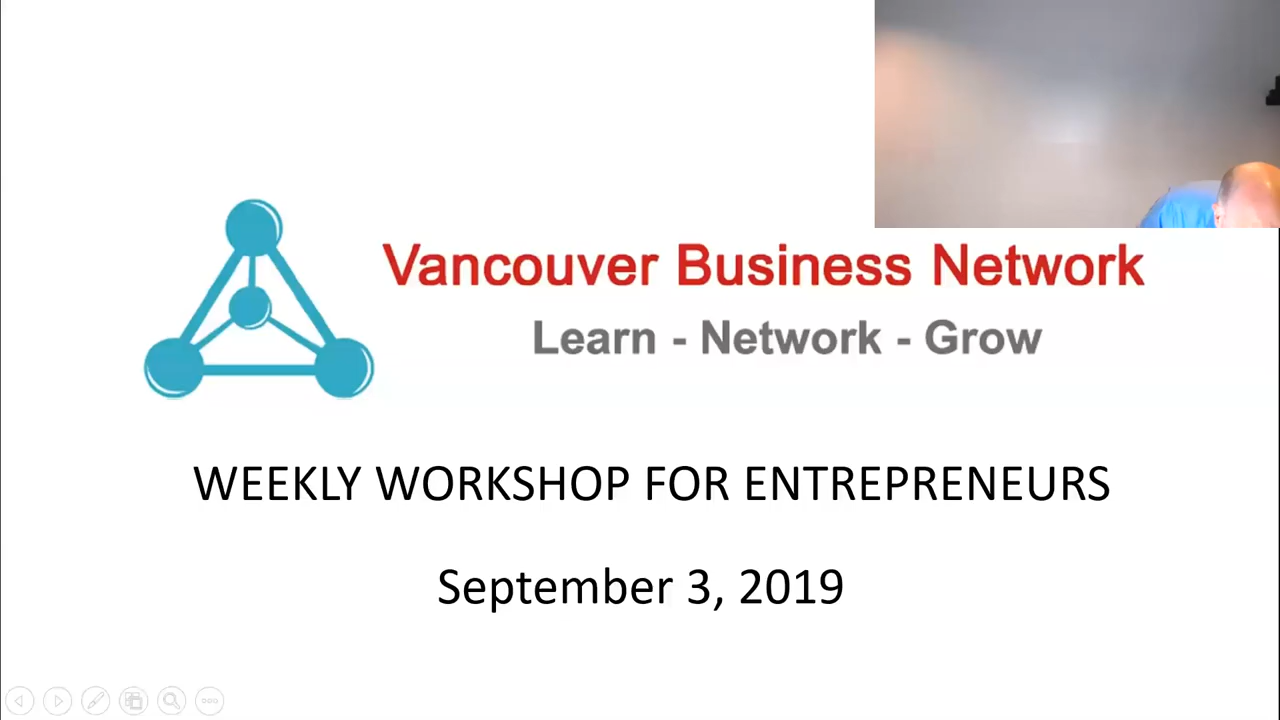 Vancouver Business Network
Learn - Network - Grow
WEEKLY WORKSHOP FOR ENTREPRENEURS
September 3, 2019